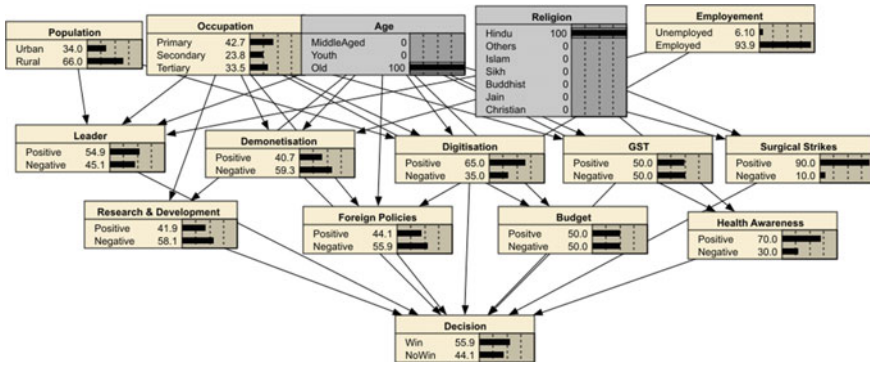 Population
Urban 34.0
Rural 66.0
Occupation
Primary 42.7
Secondary 23.8
Tertiary 33.5
Age
MiddleAged 0
Youth 0
Old 100
Religion
Hindu 100
Others 0
Islam 0
Sikh 0
Buddhist 0
Jain 0
Christian 0
Employement
Unemployed 6.10
Employed 93.9
Leader
Positive 54.9
Negative 45.1
Demonetisation
Positive 40.7
Negative 59.3
Digitisation
Positive 65.0
Negative 35.0
GST
Positive 50.0
Negative 50.0
Surgical Strikes
Positive 90.0
Negative 10.0
Research & Development
Positive 41.9
Negative 58.1
Foreign Policies
Positive 44.1
Negative 55.9
Budget
Positive 50.0
Negative 50.0
Health Awareness
Positive 70.0
Negative 30.0
Decision
Win 55.9
NoWin 44.1